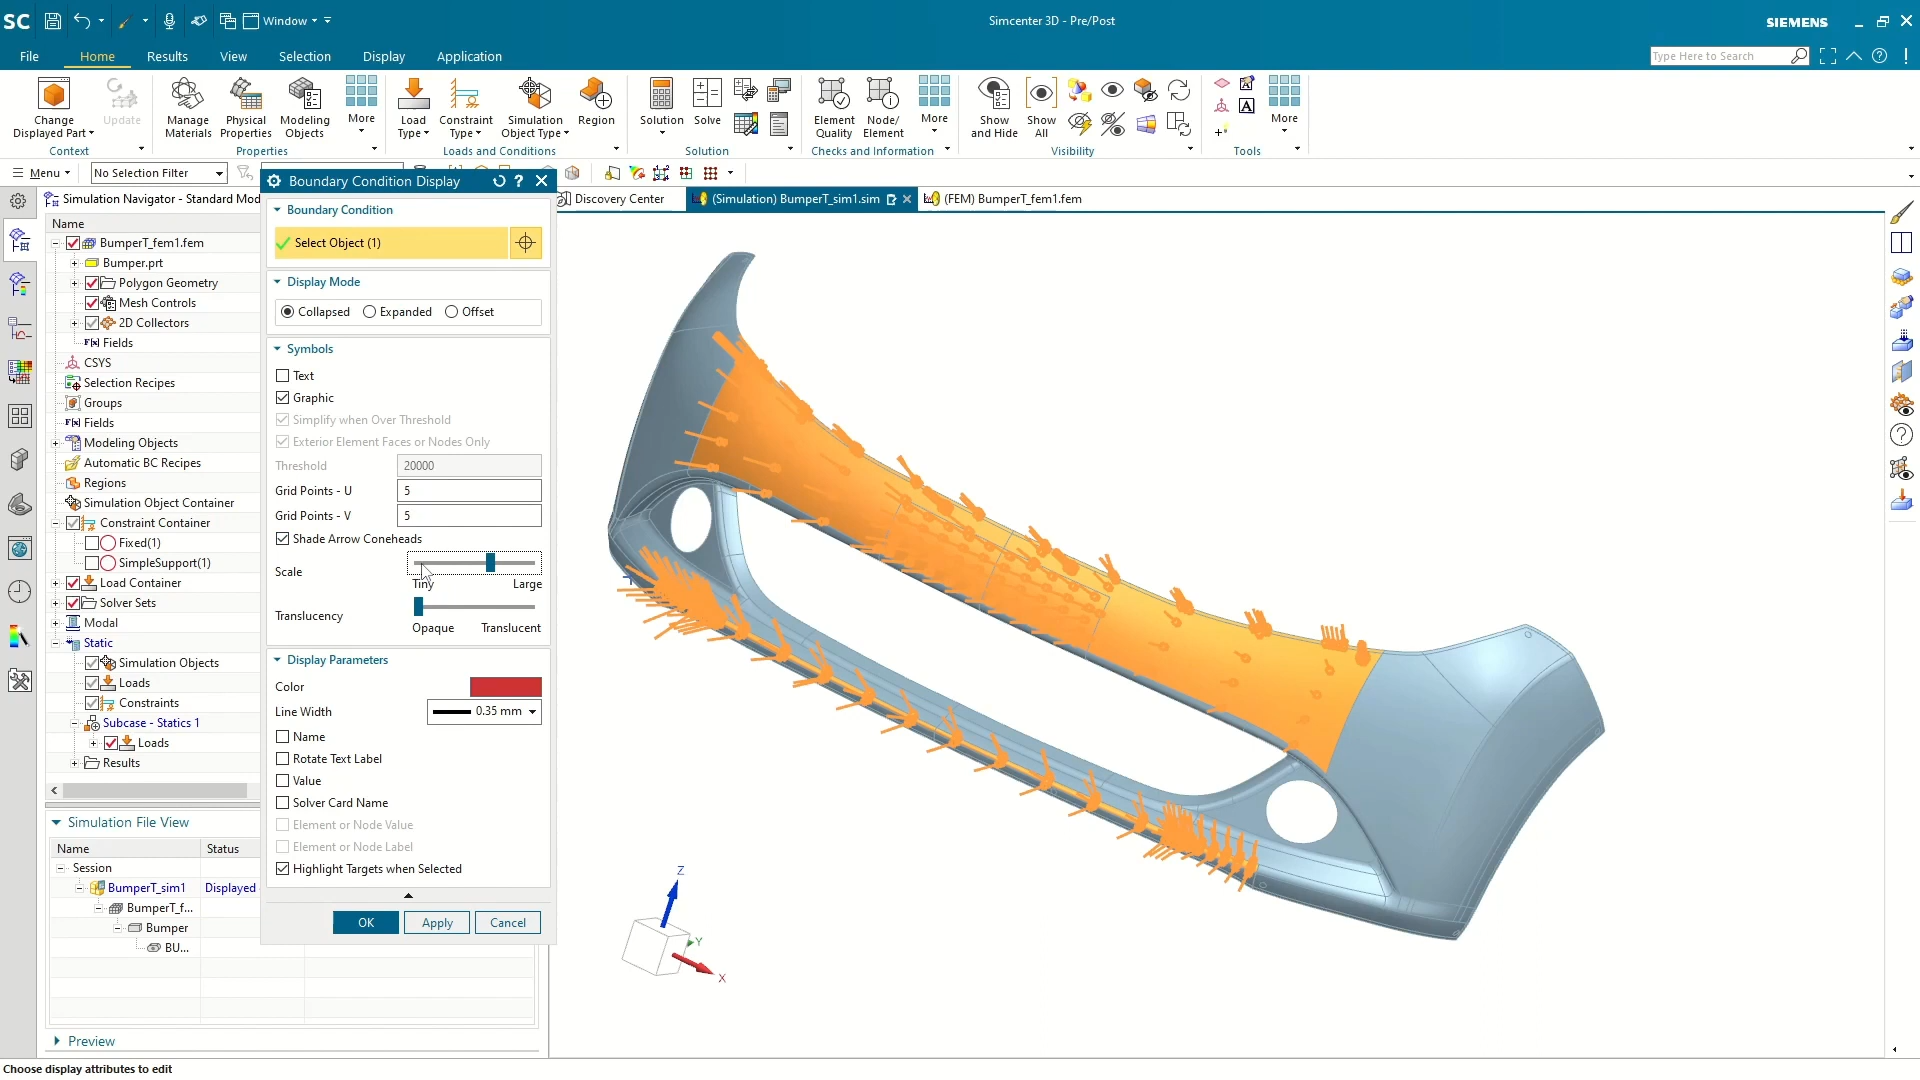 SC
Window
Simcenter 3D - Pre/Post
SIEMENS
File
Home
Results
View
Selection
Display
Application
Type Here to Search
Change
Displayed Part
Update
Manage
Materials
Physical
Properties
Modeling
Objects
More
Load
Type
Constraint
Type
Simulation
Object Type
Region
Solution
Solve
Element
Quality
Node/
Element
More
Show
and Hide
Show
All
More
Context
Properties
Loads and Conditions
Solution
Checks and Information
Visibility
Tools
Menu
No Selection Filter
Simulation Navigator - Standard Mod
Name
BumperT_fem1.fem
Bumper.prt
Polygon Geometry
Mesh Controls
2D Collectors
Fields
CSYS
Selection Recipes
Groups
Fields
Modeling Objects
Automatic BC Recipes
Regions
Simulation Object Container
Constraint Container
Fixed(1)
SimpleSupport(1)
Load Container
Solver Sets
Modal
Static
Simulation Objects
Loads
Constraints
Subcase - Statics 1
Loads
Results
Simulation File View
Name
Status
Session
BumperT_sim1
Displayed
BumperT_f...
Bumper
BU...
Preview
Boundary Condition Display
Boundary Condition
Select Object (1)
Display Mode
Collapsed
Expanded
Offset
Symbols
Text
Graphic
Simplify when Over Threshold
Exterior Element Faces or Nodes Only
Threshold
20000
Grid Points - U
5
Grid Points - V
5
Shade Arrow Coneheads
Scale
Tiny
Large
Translucency
Opaque
Translucent
Display Parameters
Color
Line Width
0.35 mm
Name
Rotate Text Label
Value
Solver Card Name
Element or Node Value
Element or Node Label
Highlight Targets when Selected
OK
Apply
Cancel
Discovery Center
(Simulation) BumperT_sim1.sim
(FEM) BumperT_fem1.fem
Z
Y
X
Choose display attributes to edit